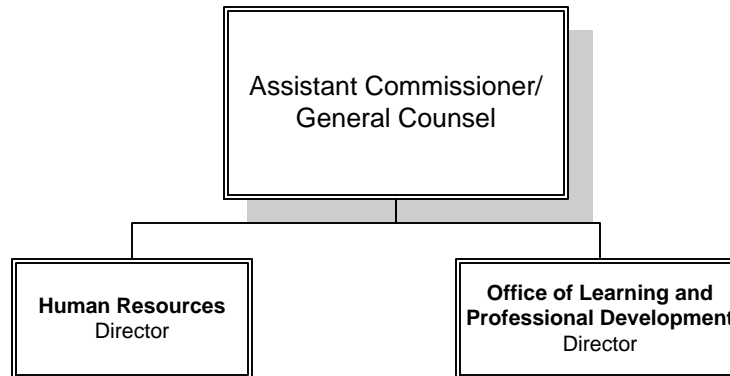 Assistant Commissioner/
General Counsel
Human Resources
Director
Office of Learning and
Professional Development
Director